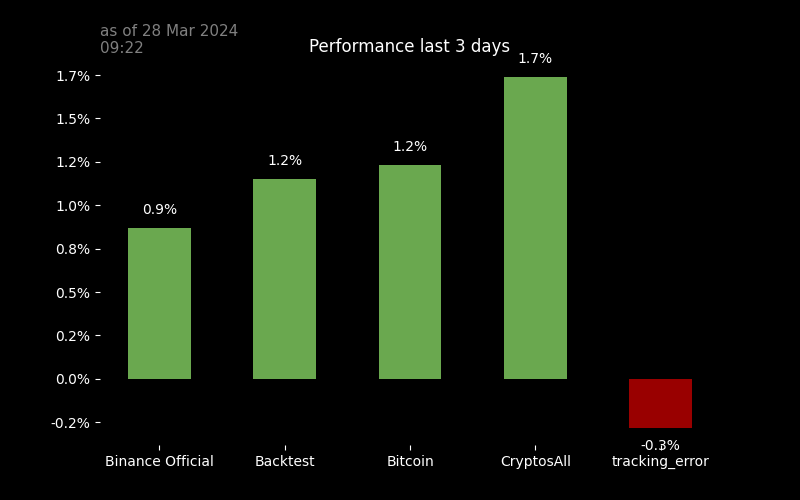 as of 28 Mar 2024
09:22
Performance last 3 days
1.7%
1.7%
1.5%
1.2%
1.2%
1.2%
1.0%
0.9%
0.8%
0.5%
0.2%
0.0%
-0.2%
-0.3%
Binance Official
Backtest
Bitcoin
CryptosAll
tracking_error